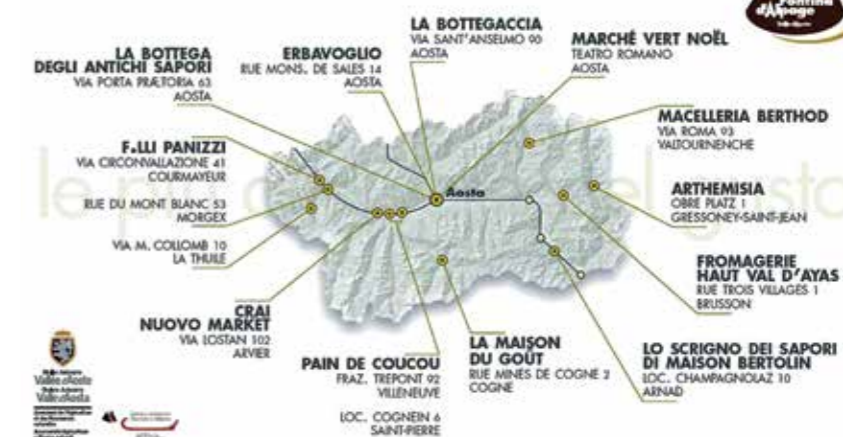 Fontina
d'Alpage
LA BOTTEGA
DEGLI ANTICHI SAPORI
VIA PORTA PRÆTORIA 63
AOSTA
ERBAVOGLIO
RUE MONS. DE SALES 14
AOSTA
LA BOTTEGACCIA
VIA SANT'ANSELMO 90
AOSTA
MARCHÉ VERT NOËL
TEATRO ROMANO
AOSTA
MACELLERIA BERTHOD
VIA ROMA 93
VALTOURNENCHE
F.LLI PANIZZI
VIA CIRCONVALLAZIONE 41
COURMAYEUR
RUE DU MONT BLANC 53
MORGEX
VIA M. COLLOMB 10
LA THUILE
Aosta
ARTHEMISIA
OBRE PLATZ 1
GRESSONEY-SAINT-JEAN
FROMAGERIE
HAUT VAL D'AYAS
RUE TROIS VILLAGES 1
BRUSSON
CRAI
NUOVO MARKET
VIA LOSTAN 102
ARVIER
PAIN DE COUCOU
FRAZ. TREPONT 92
VILLENEUVE
LOC. COGNEIN 6
SAINT-PIERRE
LA MAISON
DU GOÛT
RUE MINES DE COGNE 2
COGNE
LO SCRIGNO DEI SAPORI
DI MAISON BERTOLIN
LOC. CHAMPAGNOLAZ 10
ARNAD
Vallée d'Aoste
Valle d'Aosta